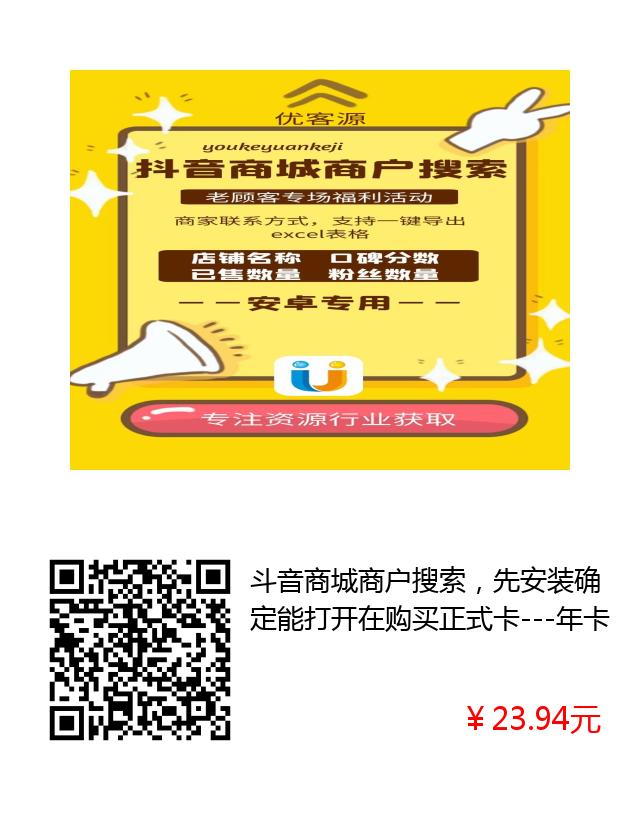 优客源
youkeyuankeji
抖音商城商户搜索
老顾客专场福利活动
商家联系方式，支持一键导出
excel表格
店铺名称 口碑分数
已售数量 粉丝数量
——安卓专用——
专注资源行业获取
斗音商城商户搜索，先安装确
定能打开在购买正式卡---年卡
¥23.94元